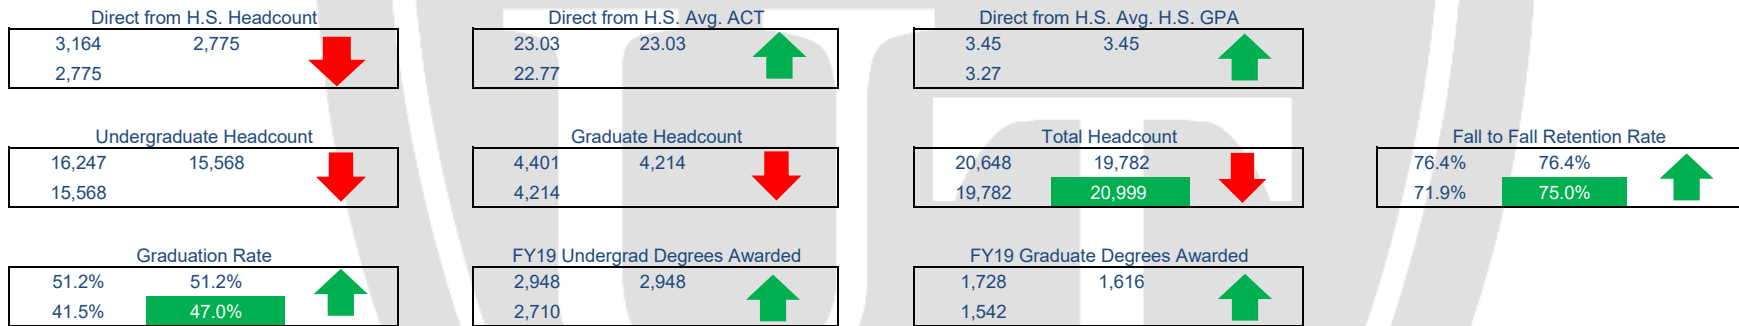 Direct from H.S. Headcount
3,164 2,775
2,775
Direct from H.S. Avg. ACT
23.03 23.03
22.77
Direct from H.S. Avg. H.S. GPA
3.45 3.45
3.27
Undergraduate Headcount
16,247 15,568
15,568
Graduate Headcount
4,401 4,214
4,214
Total Headcount
20,648 19,782
19,782 20,999
Fall to Fall Retention Rate
76.4% 76.4%
71.9% 75.0%
Graduation Rate
51.2% 51.2%
41.5% 47.0%
FY19 Undergrad Degrees Awarded
2,948 2,948
2,710
FY19 Graduate Degrees Awarded
1,728 1,616
1,542